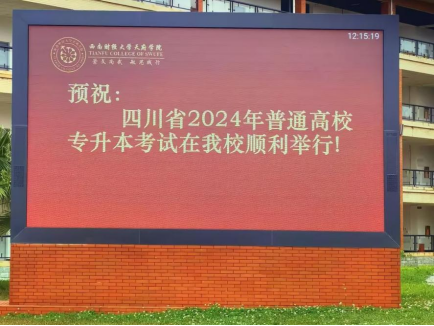 西南财经大学天府学院
TIANFU COLLEGE OF SWUFE
12:15:19
预祝：
四川省2024年普通高校
专升本考试在我校顺利举行！